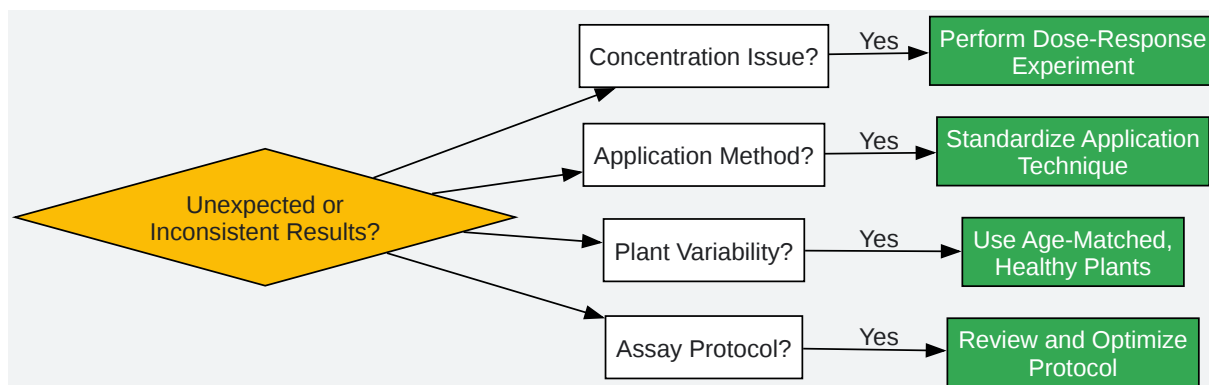 Unexpected or
Inconsistent Results?
Concentration Issue?
Yes
Perform Dose-Response
Experiment
Application Method?
Yes
Standardize Application
Technique
Plant Variability?
Yes
Use Age-Matched,
Healthy Plants
Assay Protocol?
Yes
Review and Optimize
Protocol